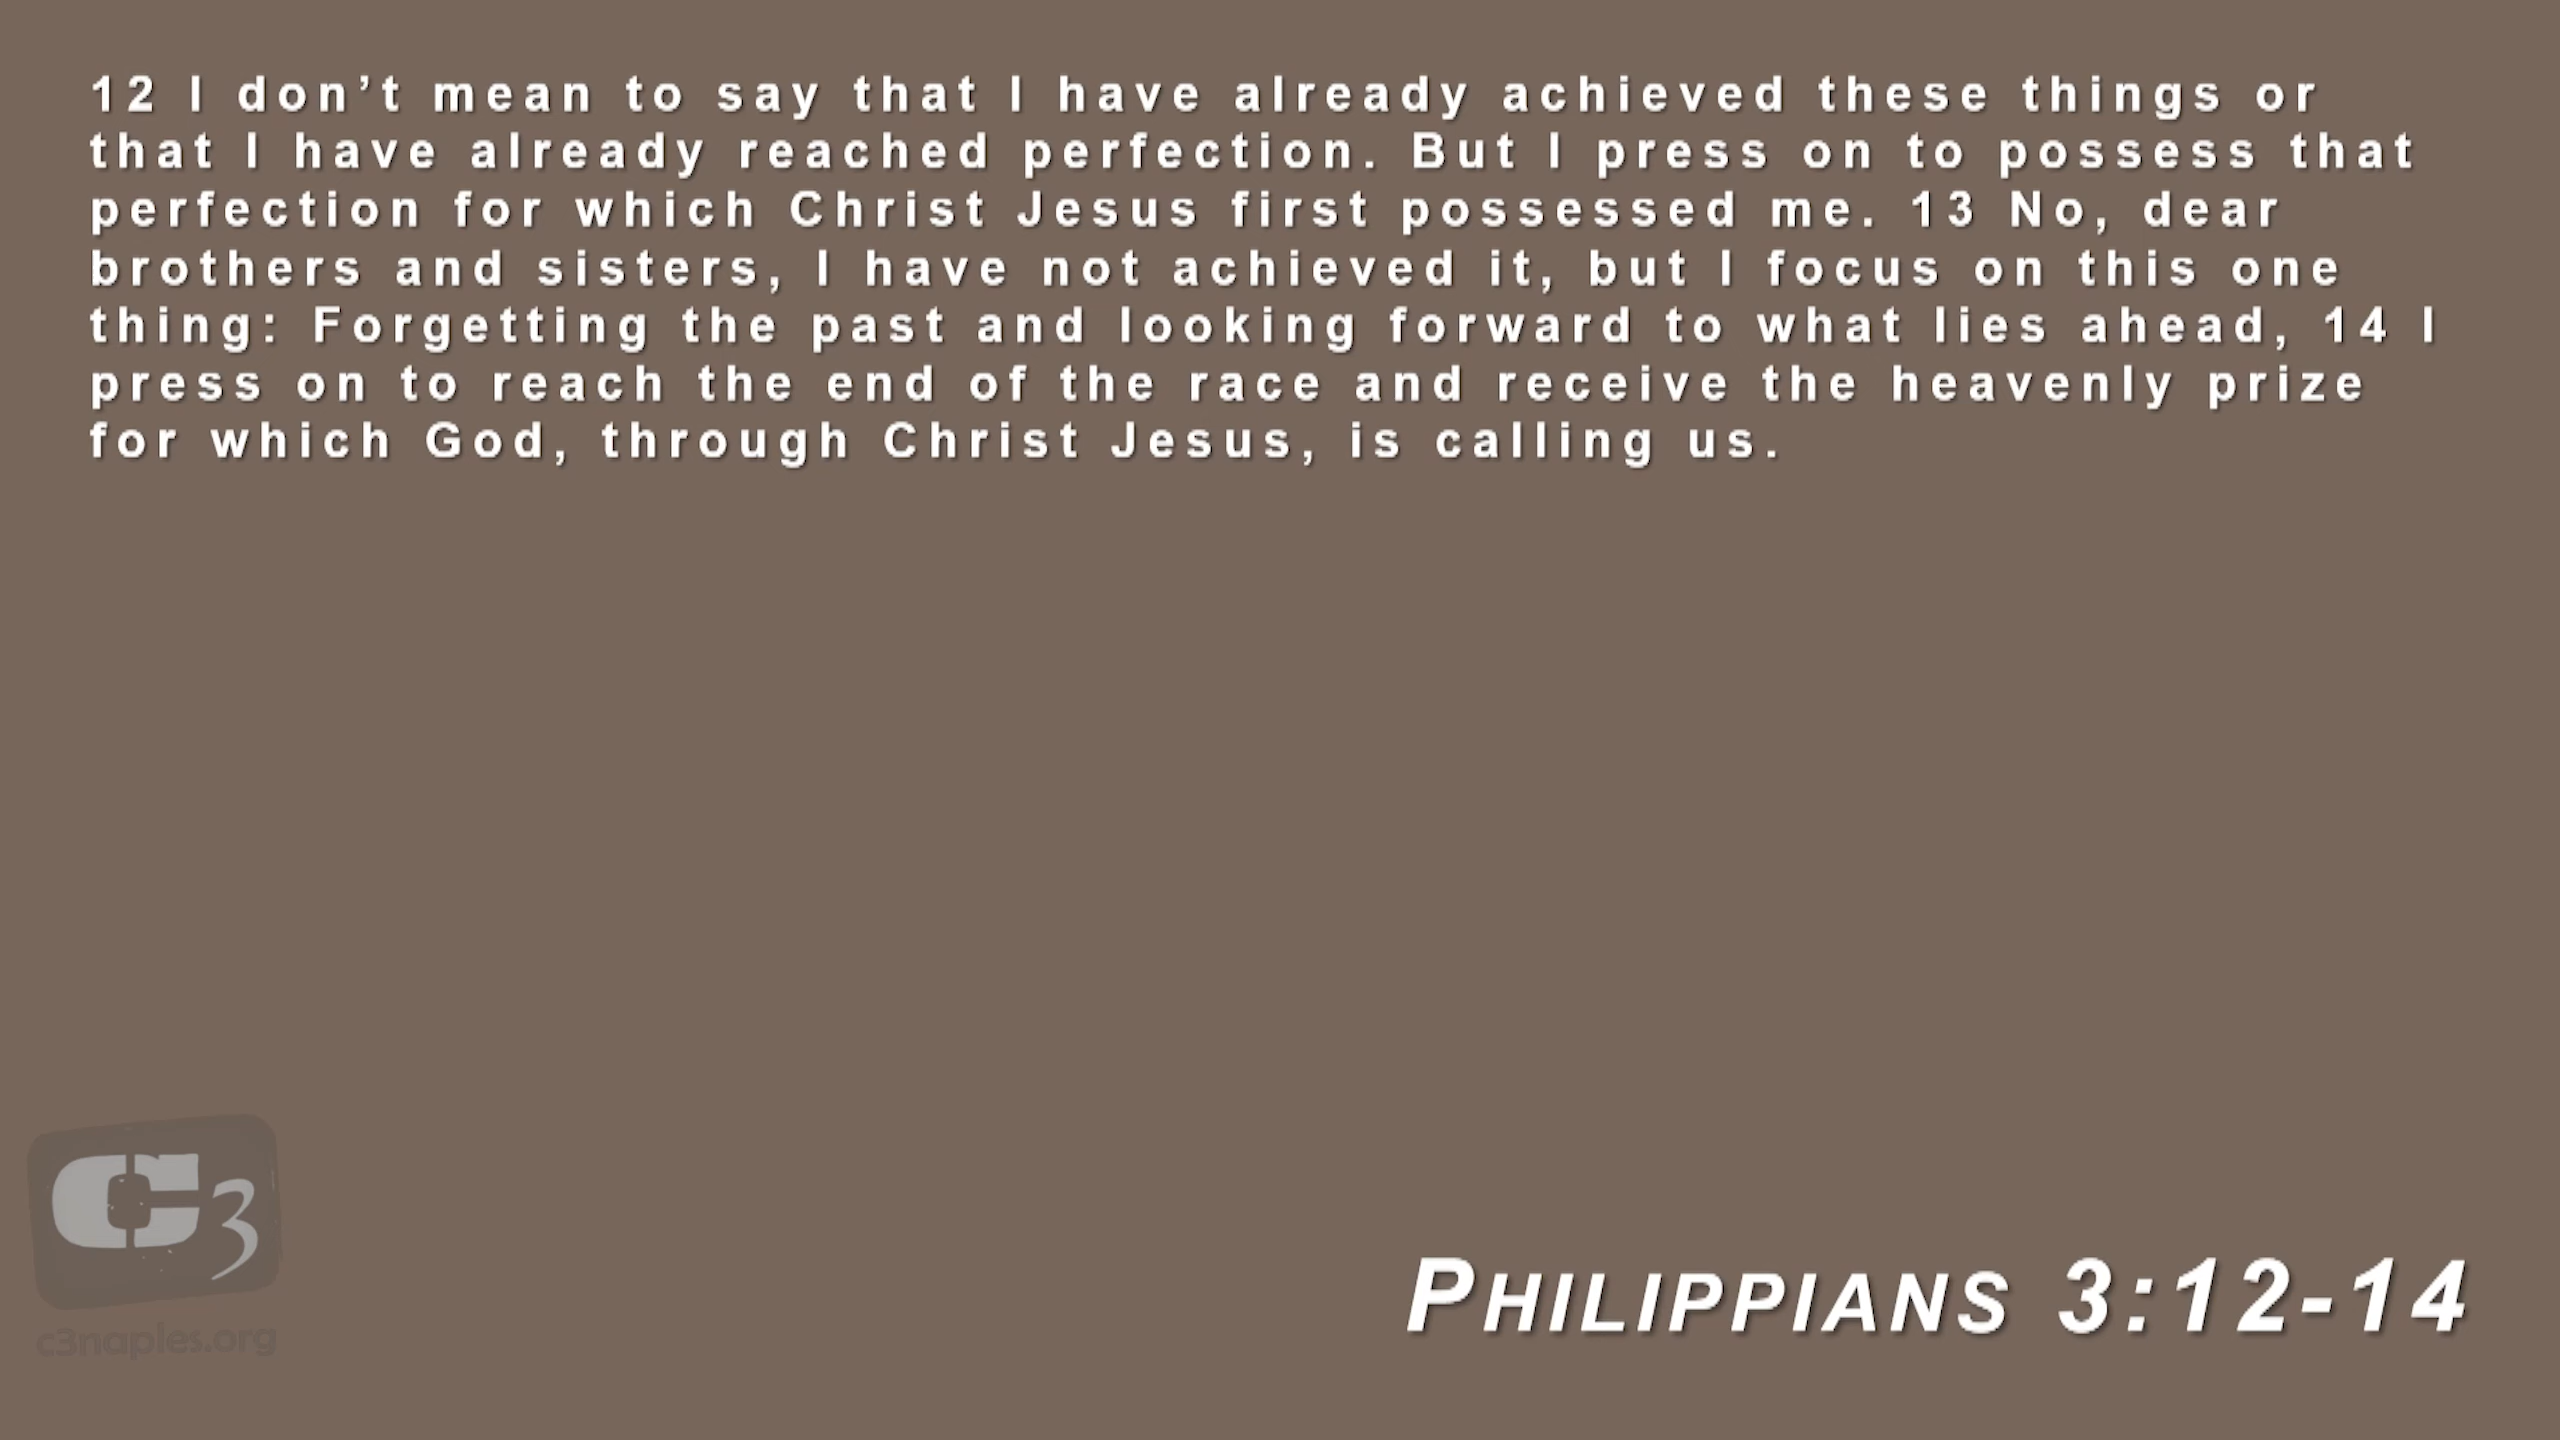 12 I don’t mean to say that I have already achieved these things or
that I have already reached perfection. But I press on to possess that
perfection for which Christ Jesus first possessed me. 13 No, dear
brothers and sisters, I have not achieved it, but I focus on this one
thing: Forgetting the past and looking forward to what lies ahead, 14 I
press on to reach the end of the race and receive the heavenly prize
for which God, through Christ Jesus, is calling us.
C3
c3naples.org
PHILIPPIANS 3:12-14